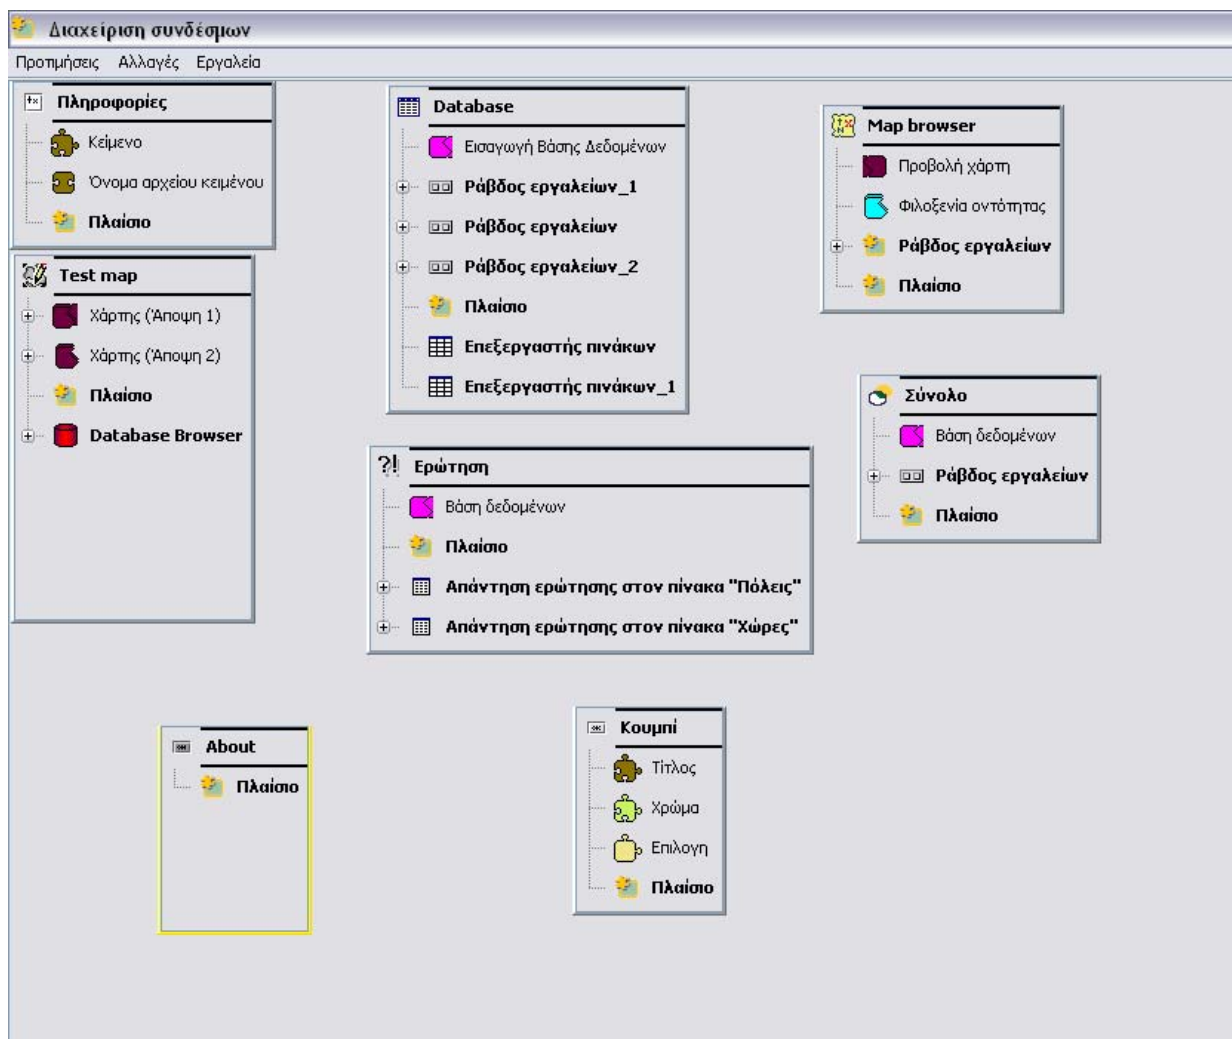 Διαχείριση συνδέσμων
Προτιμήσεις Αλλαγές Εργαλεία
Πληροφορίες
Κείμενο
Όνομα αρχείου κειμένου
Πλαίσιο
Test map
Χάρτης (Άποψη 1)
Χάρτης (Άποψη 2)
Πλαίσιο
Database Browser
Database
Εισαγωγή Βάσης Δεδομένων
Ράβδος εργαλείων_1
Ράβδος εργαλείων
Ράβδος εργαλείων_2
Πλαίσιο
Επεξεργαστής πινάκων
Επεξεργαστής πινάκων_1
Map browser
Προβολή χάρτη
Φιλοξενία οντότητας
Ράβδος εργαλείων
Πλαίσιο
Σύνολο
Βάση δεδομένων
Ράβδος εργαλείων
Πλαίσιο
?! Ερώτηση
Βάση δεδομένων
Πλαίσιο
Απάντηση ερώτησης στον πίνακα "Πόλεις"
Απάντηση ερώτησης στον πίνακα "Χώρες"
About
Πλαίσιο
Κουμπί
Τίτλος
Χρώμα
Επιλογη
Πλαίσιο